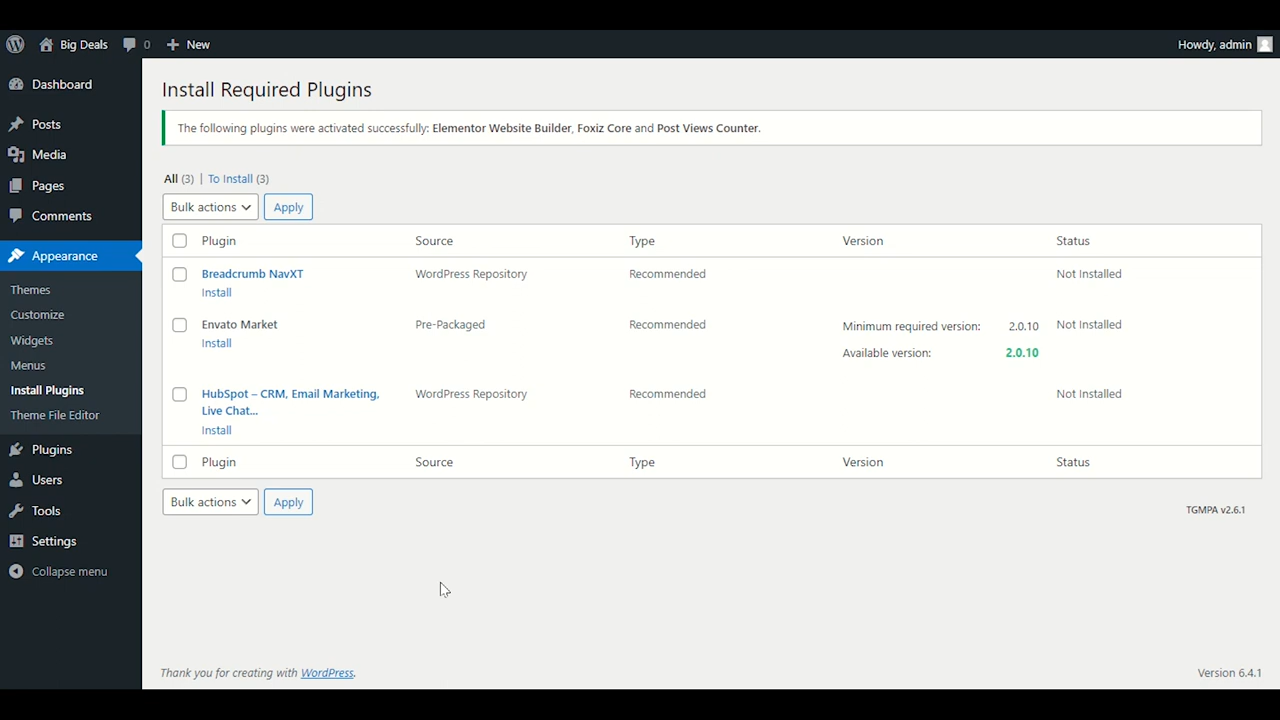 Big Deals 0 New Howdy, admin
Dashboard
Posts
Media
Pages
Comments
Appearance
Themes
Customize
Widgets
Menus
Install Plugins
Theme File Editor
Plugins
Users
Tools
Settings
Collapse menu
Install Required Plugins
The following plugins were activated successfully: Elementor Website Builder, Foxiz Core and Post Views Counter.
All (3) | To Install (3)
Bulk actions Apply
Plugin Source Type Version Status
Breadcrumb NavXT WordPress Repository Recommended Not Installed
Install
Envato Market Pre-Packaged Recommended Minimum required version: 2.0.10 Not Installed
Install Available version: 2.0.10
HubSpot – CRM, Email Marketing, WordPress Repository Recommended Not Installed
Live Chat...
Install
Plugin Source Type Version Status
Bulk actions Apply
TGMPA v2.6.1
Thank you for creating with WordPress. Version 6.4.1